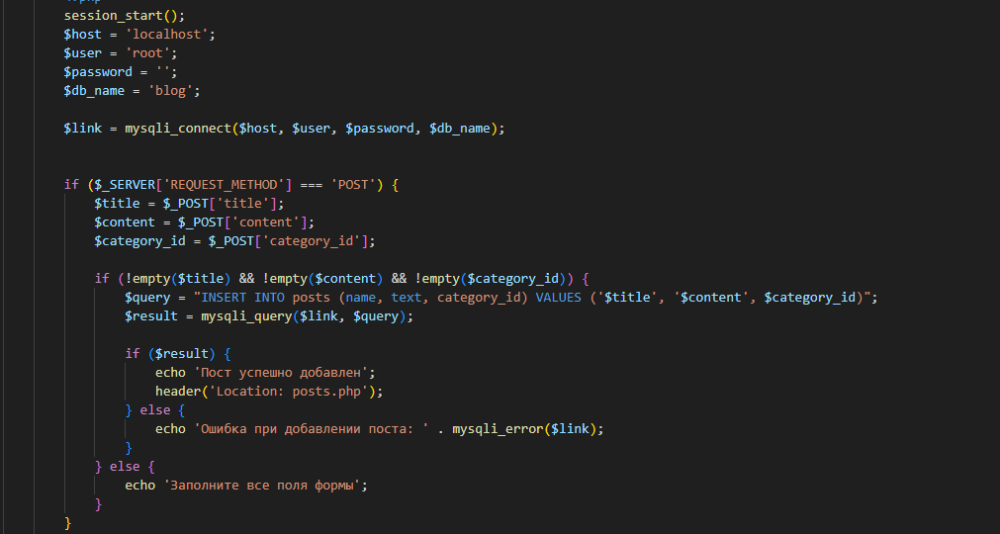 session_start();
$host = 'localhost';
$user = 'root';
$password = '';
$db_name = 'blog';
$link = mysqli_connect($host, $user, $password, $db_name);
if ($_SERVER['REQUEST_METHOD'] === 'POST') {
$title = $_POST['title'];
$content = $_POST['content'];
$category_id = $_POST['category_id'];
if (!empty($title) && !empty($content) && !empty($category_id)) {
$query = "INSERT INTO posts (name, text, category_id) VALUES ('$title', '$content', $category_id)";
$result = mysqli_query($link, $query);
if ($result) {
echo 'Пост успешно добавлен';
header('Location: posts.php');
} else {
echo 'Ошибка при добавлении поста: ' . mysqli_error($link);
}
} else {
echo 'Заполните все поля формы';
}
}